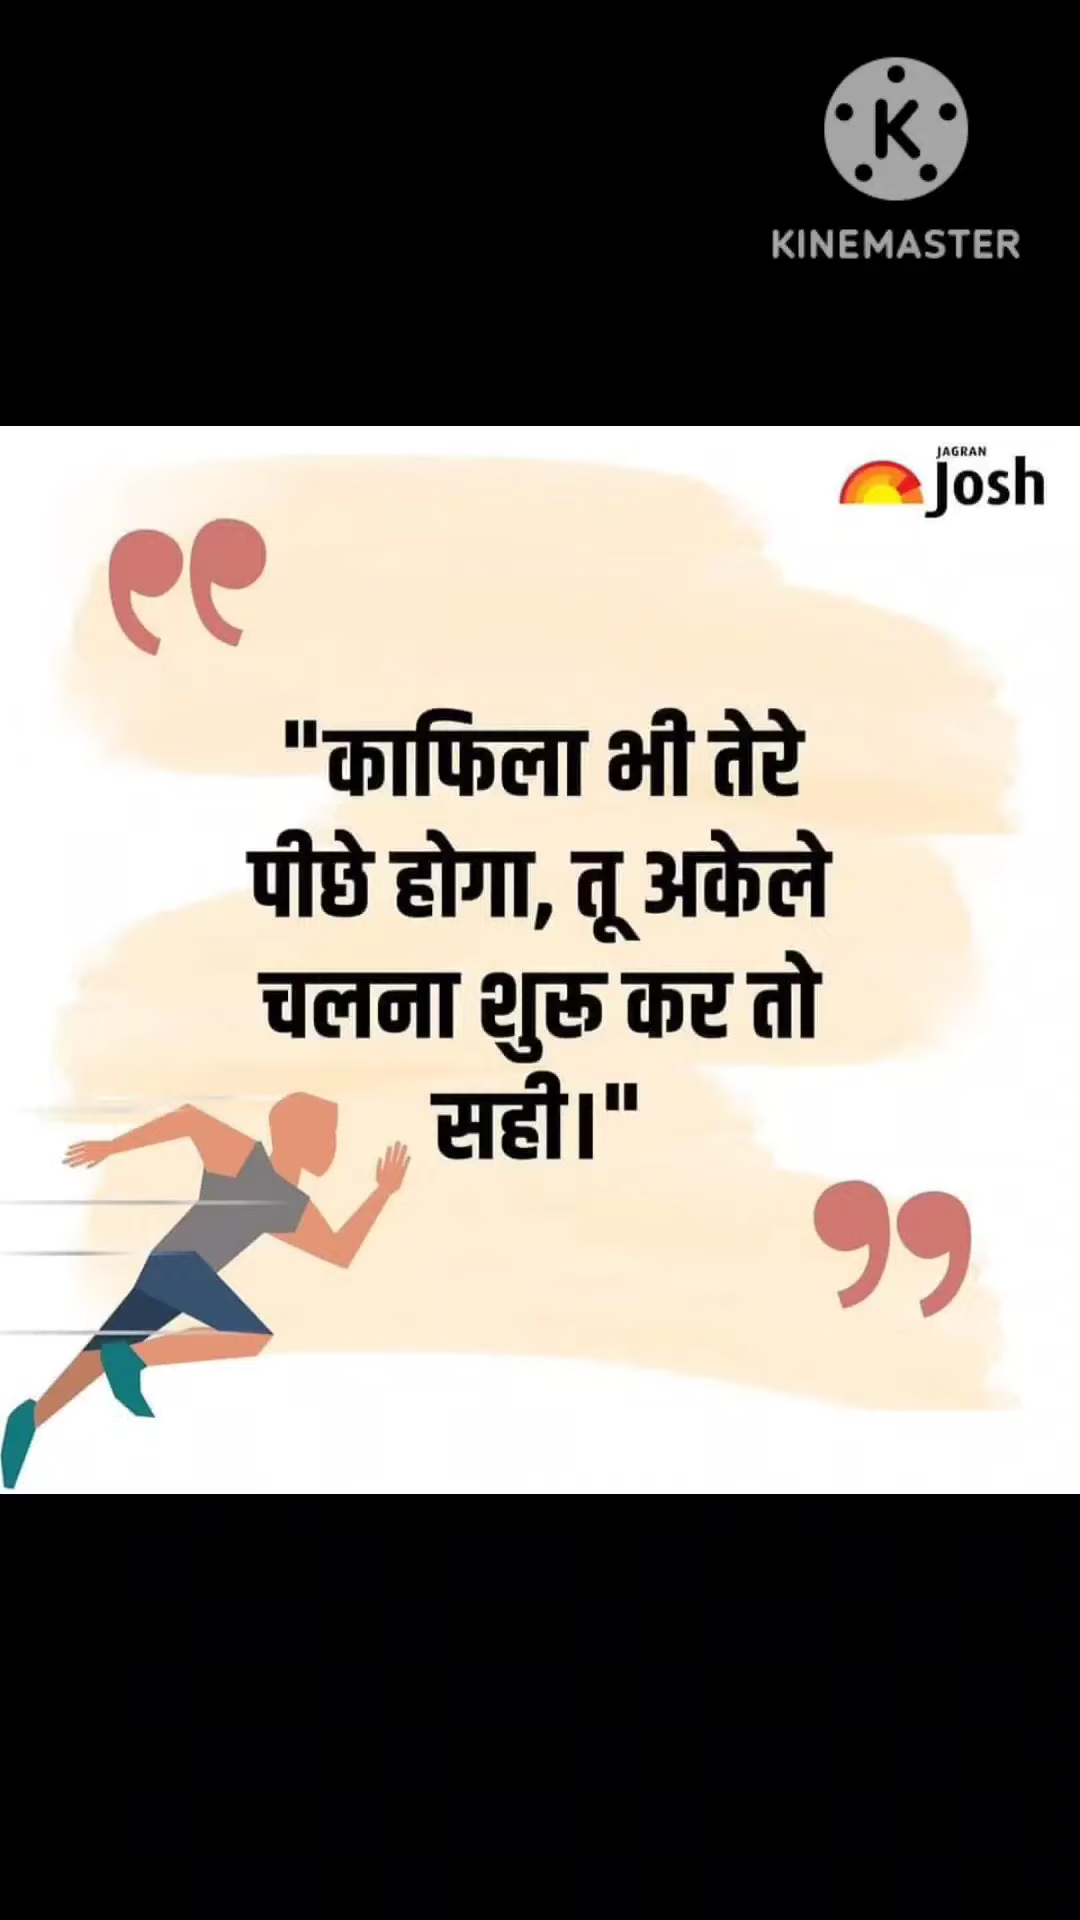 K
KINEMASTER
JAGRAN
Josh
"काफिला भी तेरे
पीछे होगा, तू अकेले
चलना शुरू कर तो
सही।"